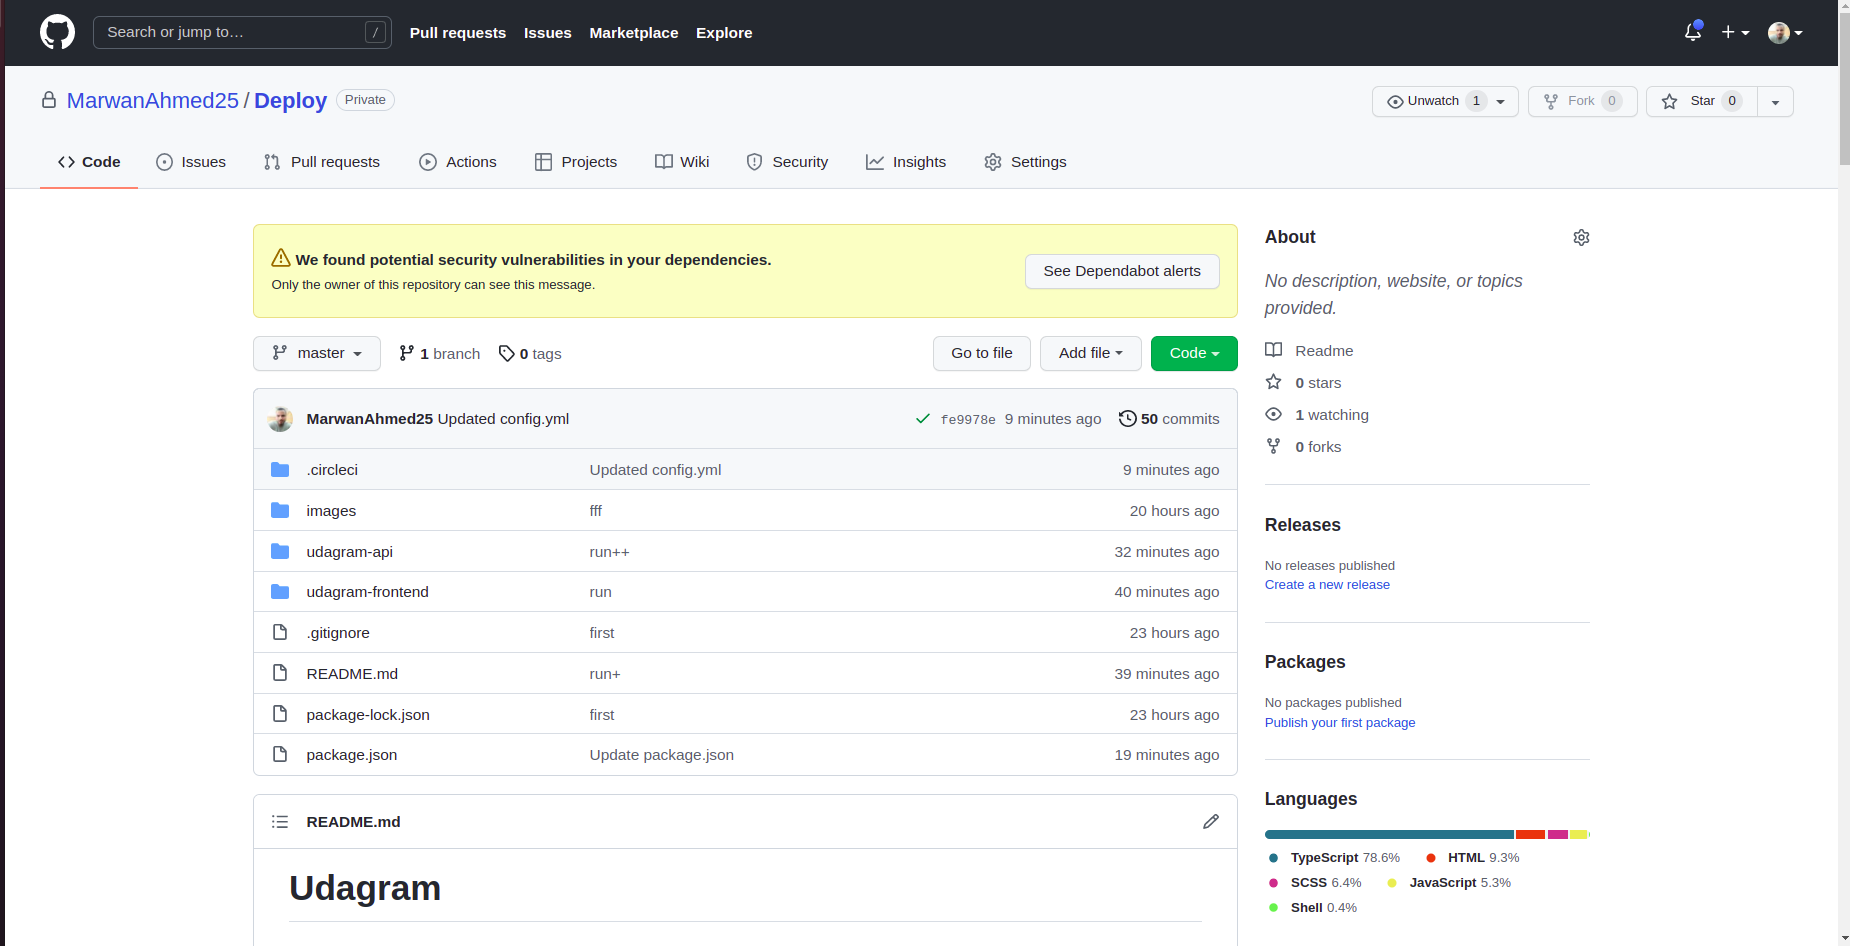 Search or jump to… / Pull requests Issues Marketplace Explore
MarwanAhmed25 / Deploy Private Unwatch 1 Fork 0 Star 0
Code Issues Pull requests Actions Projects Wiki Security Insights Settings
We found potential security vulnerabilities in your dependencies.
Only the owner of this repository can see this message.
See Dependabot alerts
master 1 branch 0 tags Go to file Add file Code
MarwanAhmed25 Updated config.yml fe9978e 9 minutes ago 50 commits
.circleci Updated config.yml 9 minutes ago
images fff 20 hours ago
udagram-api run++ 32 minutes ago
udagram-frontend run 40 minutes ago
.gitignore first 23 hours ago
README.md run+ 39 minutes ago
package-lock.json first 23 hours ago
package.json Update package.json 19 minutes ago
README.md
Udagram
About
No description, website, or topics
provided.
Readme
0 stars
1 watching
0 forks
Releases
No releases published
Create a new release
Packages
No packages published
Publish your first package
Languages
TypeScript 78.6% HTML 9.3%
SCSS 6.4% JavaScript 5.3%
Shell 0.4%